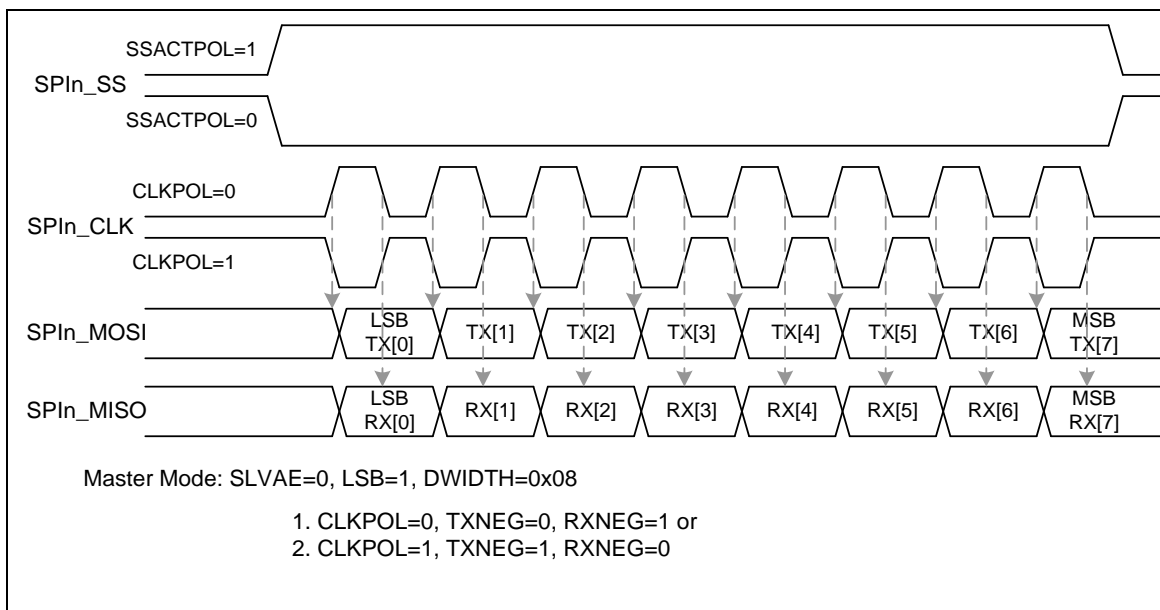 SSACTPOL=1
SPIn_SS
SSACTPOL=0
CLKPOL=0
SPIn_CLK
CLKPOL=1
SPIn_MOSI
LSB
TX[0]
TX[1]
TX[2]
TX[3]
TX[4]
TX[5]
TX[6]
MSB
TX[7]
SPIn_MISO
LSB
RX[0]
RX[1]
RX[2]
RX[3]
RX[4]
RX[5]
RX[6]
MSB
RX[7]
Master Mode: SLVAE=0, LSB=1, DWIDTH=0x08
1. CLKPOL=0, TXNEG=0, RXNEG=1 or
2. CLKPOL=1, TXNEG=1, RXNEG=0